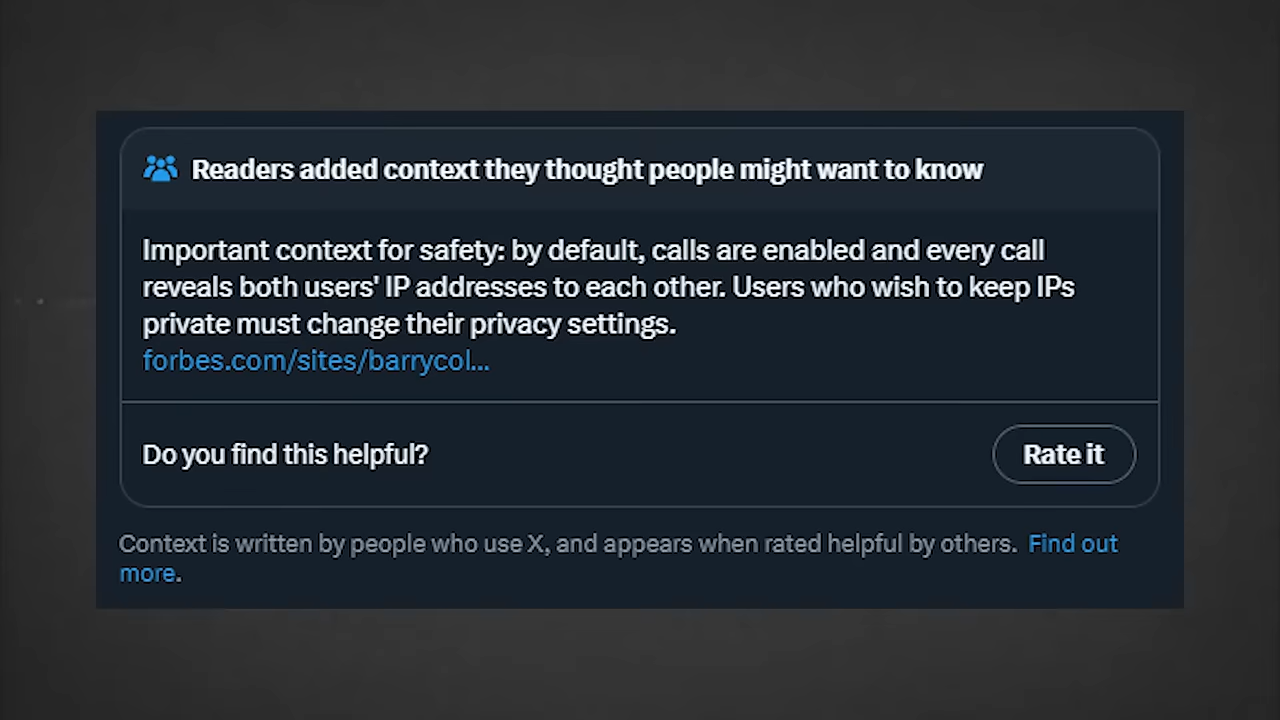 Readers added context they thought people might want to know
Important context for safety: by default, calls are enabled and every call
reveals both users' IP addresses to each other. Users who wish to keep IPs
private must change their privacy settings.
forbes.com/sites/barrycol...
Do you find this helpful?
Rate it
Context is written by people who use X, and appears when rated helpful by others. Find out
more.